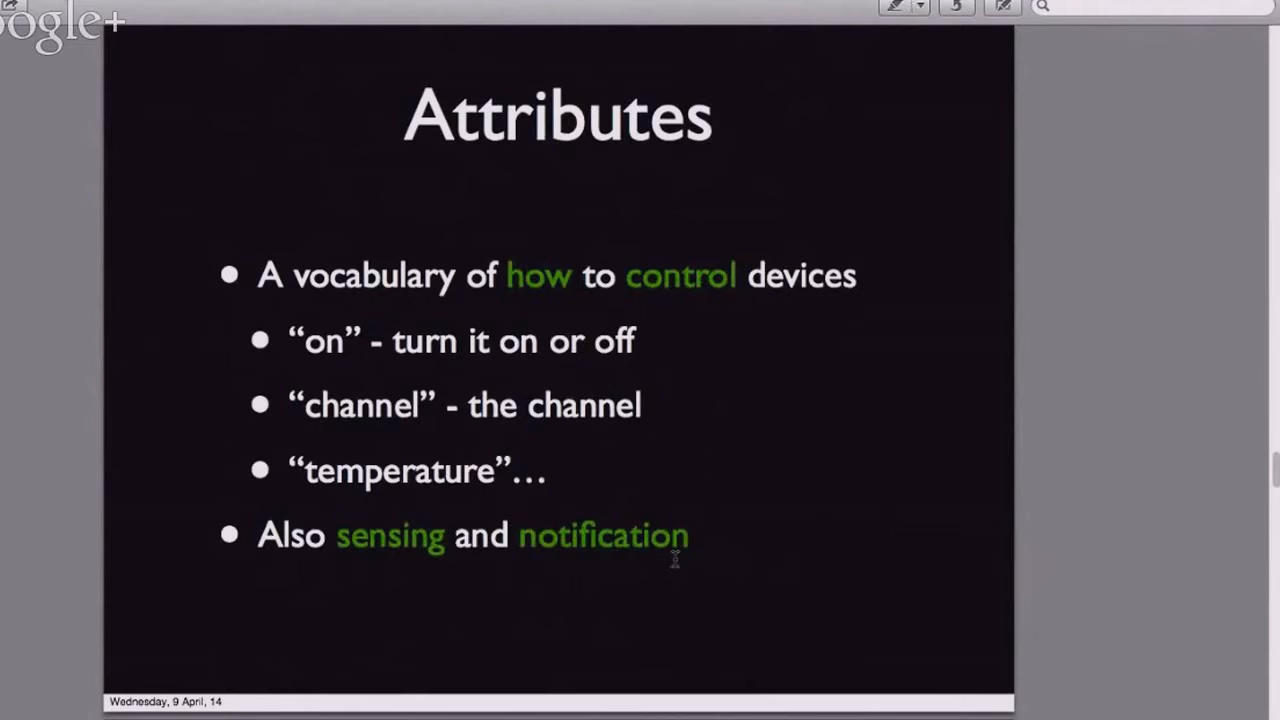 oogle+
Attributes
• A vocabulary of how to control devices
• “on” - turn it on or off
• “channel” - the channel
• “temperature”…
• Also sensing and notification
Wednesday, 9 April, 14